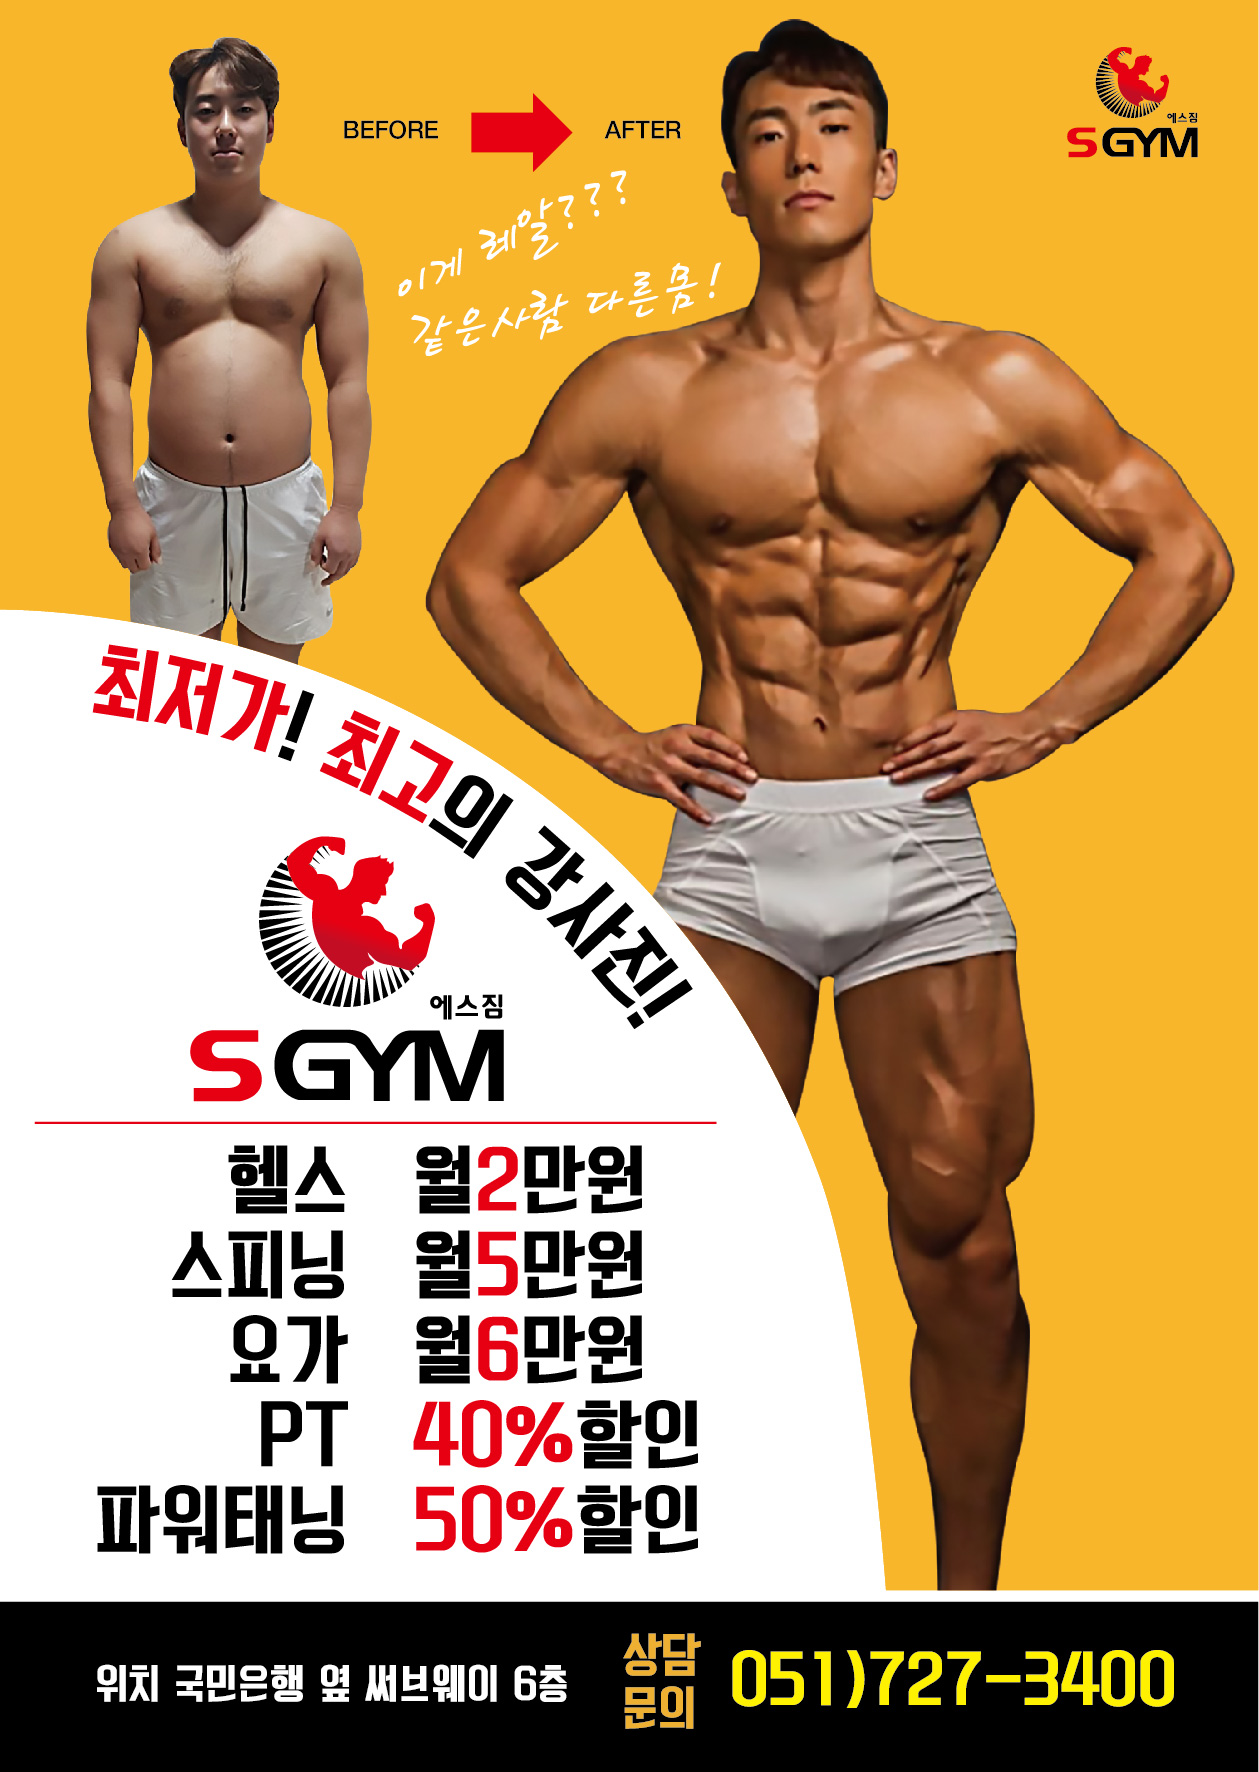 BEFORE AFTER
에스짐
S GYM
이게 레알???
같은사람 다른몸!
최저가! 최고의 강사진!
에스짐
S GYM
헬스 월2만원
스피닝 월5만원
요가 월6만원
PT 40%할인
파워태닝 50%할인
위치 국민은행 옆 써브웨이 6층
상담
문의
051)727-3400